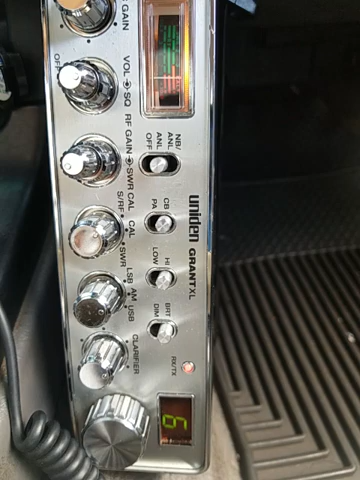 GAIN
OFF
VOL
SQ
RF GAIN
SWR CAL
S/RF
CAL
SWR
LSB
AM
USB
CLARIFIER
NB/
ANL
ANL
OFF
CB
PA
HI
LOW
BRT
DIM
uniden GRANT XL
RX/TX
6